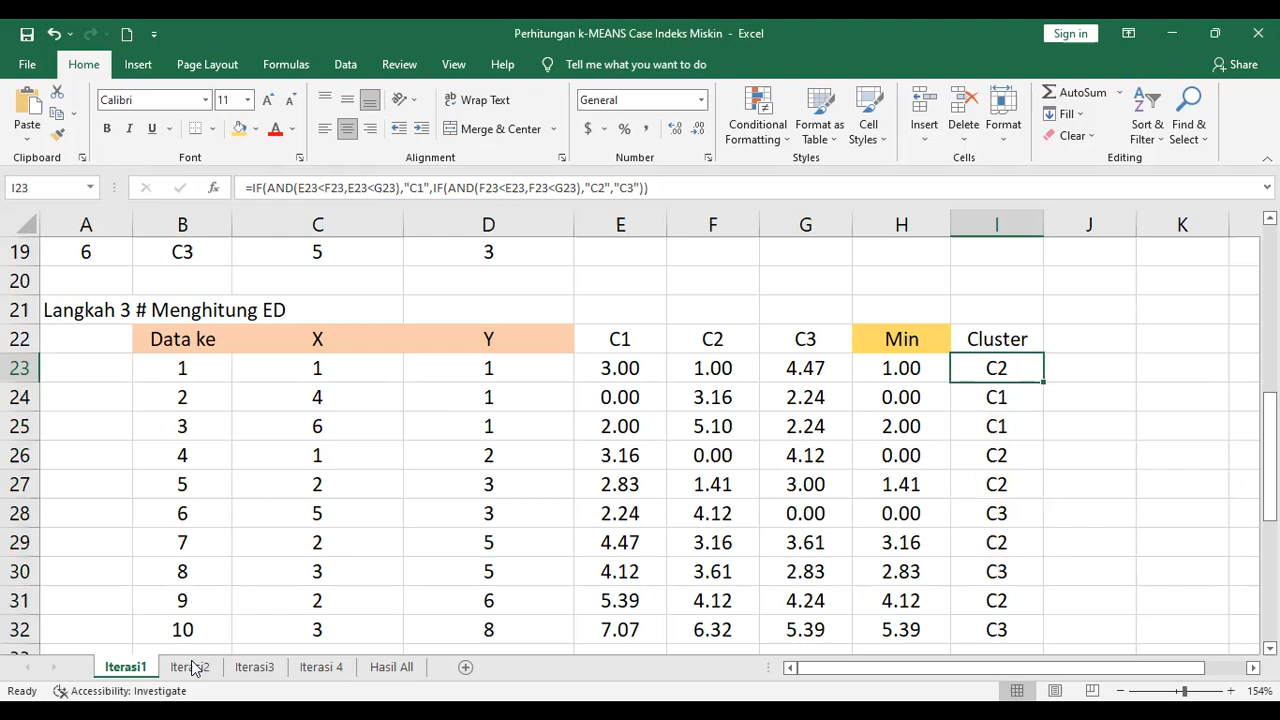 Perhitungan k-MEANS Case Indeks Miskin - Excel
Sign in
File Home Insert Page Layout Formulas Data Review View Help Tell me what you want to do Share
Paste
Calibri 11
B I U
Wrap Text
Merge & Center
General
$ % ,
Conditional Formatting
Format as Table
Cell Styles
Insert Delete Format
AutoSum
Fill
Clear
Sort & Filter
Find & Select
Clipboard Font Alignment Number Styles Cells Editing
I23 fx =IF(AND(E23<F23,E23<G23),"C1",IF(AND(F23<E23,F23<G23),"C2","C3"))
A B C D E F G H I J K
19 6 C3 5 3
20
21 Langkah 3 # Menghitung ED
22 Data ke X Y C1 C2 C3 Min Cluster
23 1 1 1 3.00 1.00 4.47 1.00 C2
24 2 4 1 0.00 3.16 2.24 0.00 C1
25 3 6 1 2.00 5.10 2.24 2.00 C1
26 4 1 2 3.16 0.00 4.12 0.00 C2
27 5 2 3 2.83 1.41 3.00 1.41 C2
28 6 5 3 2.24 4.12 0.00 0.00 C3
29 7 2 5 4.47 3.16 3.61 3.16 C2
30 8 3 5 4.12 3.61 2.83 2.83 C3
31 9 2 6 5.39 4.12 4.24 4.12 C2
32 10 3 8 7.07 6.32 5.39 5.39 C3
Iterasi1 Iterasi2 Iterasi3 Iterasi 4 Hasil All
Ready Accessibility: Investigate 154%